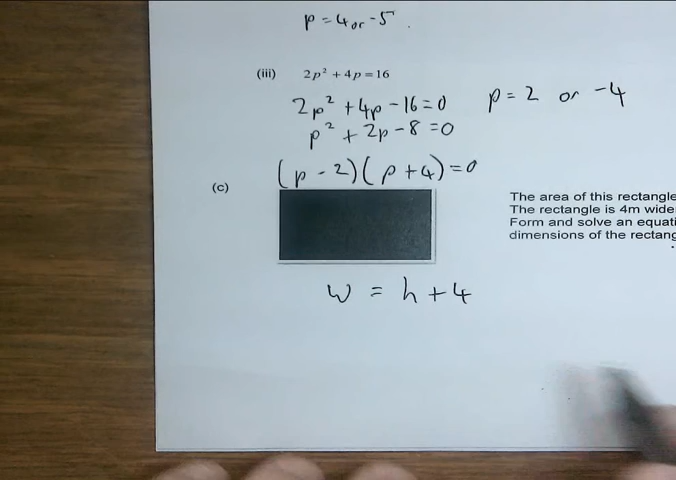 p = 4 or -5 .
(iii) 2p² + 4p = 16
2p² + 4p - 16 = 0 p = 2 or -4
p² + 2p - 8 = 0
(p - 2)(p + 4) = 0
(c)
The area of this rectangle
The rectangle is 4m wide
Form and solve an equati
dimensions of the rectang
w = h + 4